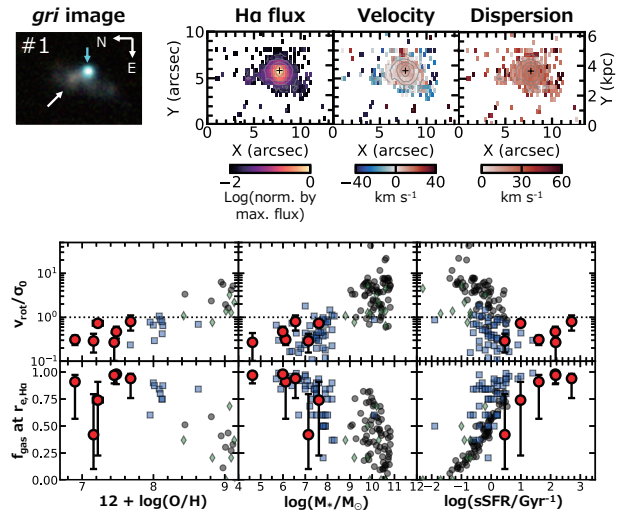 gri image
Hα flux
Velocity
Dispersion
#1
N
E
Y (arcsec)
15
10
5
0
6
4
2
0
Y (kpc)
0 5 10
0 5 10
0 5 10
X (arcsec)
X (arcsec)
X (arcsec)
−2 0
−40 40
0 30 60
Log(norm. by
max. flux)
km s⁻¹
km s⁻¹
v_rot/σ₀
10¹
10⁰
10⁻¹
f_gas at r_e,Hα
1.00
0.75
0.50
0.25
0.00
7 8 9
4 5 6 7 8 9 10 11
−2 −1 0 1 2 3
12 + log(O/H)
log(M*/M⊙)
log(sSFR/Gyr⁻¹)